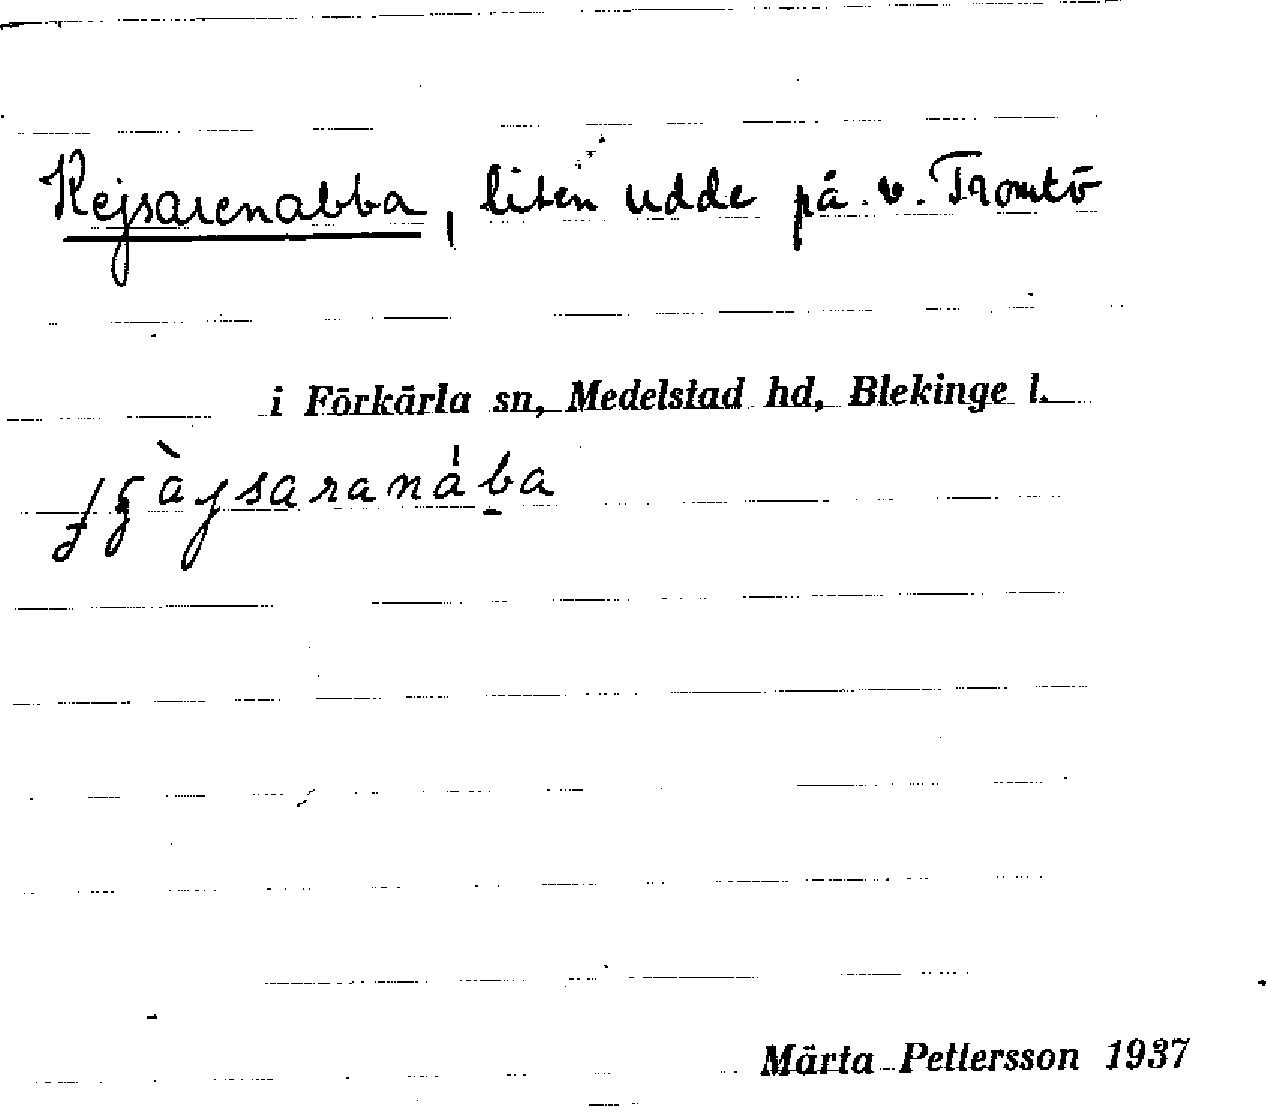 Kejsarenabba, liten udde på v. Tromtö
i Förkärla sn, Medelstad hd, Blekinge l.
Märta Pettersson 1937